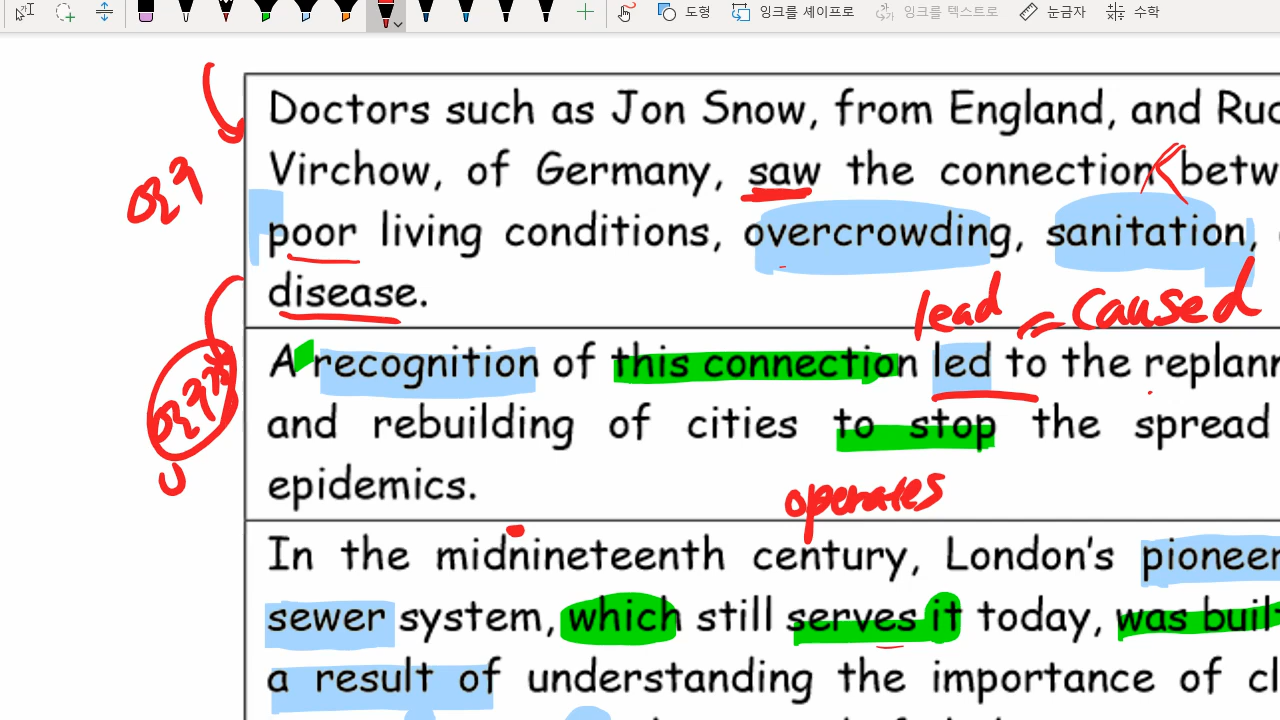 도형 잉크를 셰이프로 잉크를 텍스트로 눈금자 수학
Doctors such as Jon Snow, from England, and Rud
Virchow, of Germany, saw the connection betw
poor living conditions, overcrowding, sanitation,
disease.
lead = caused
A recognition of this connection led to the replann
and rebuilding of cities to stop the spread
epidemics.
operates
In the midnineteenth century, London's pioneer
sewer system, which still serves it today, was buil
a result of understanding the importance of cl